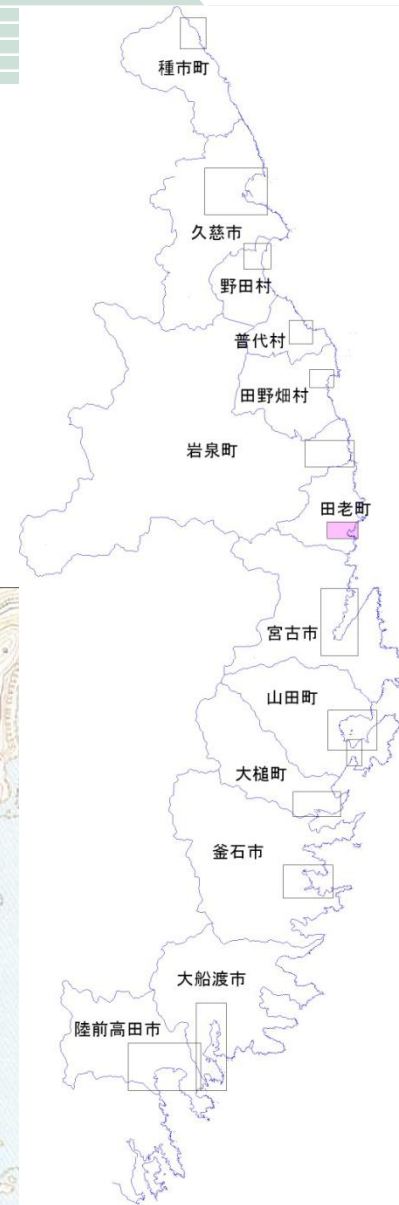 種市町
久慈市
野田村
普代村
田野畑村
岩泉町
田老町
宮古市
山田町
大槌町
釜石市
大船渡市
陸前高田市